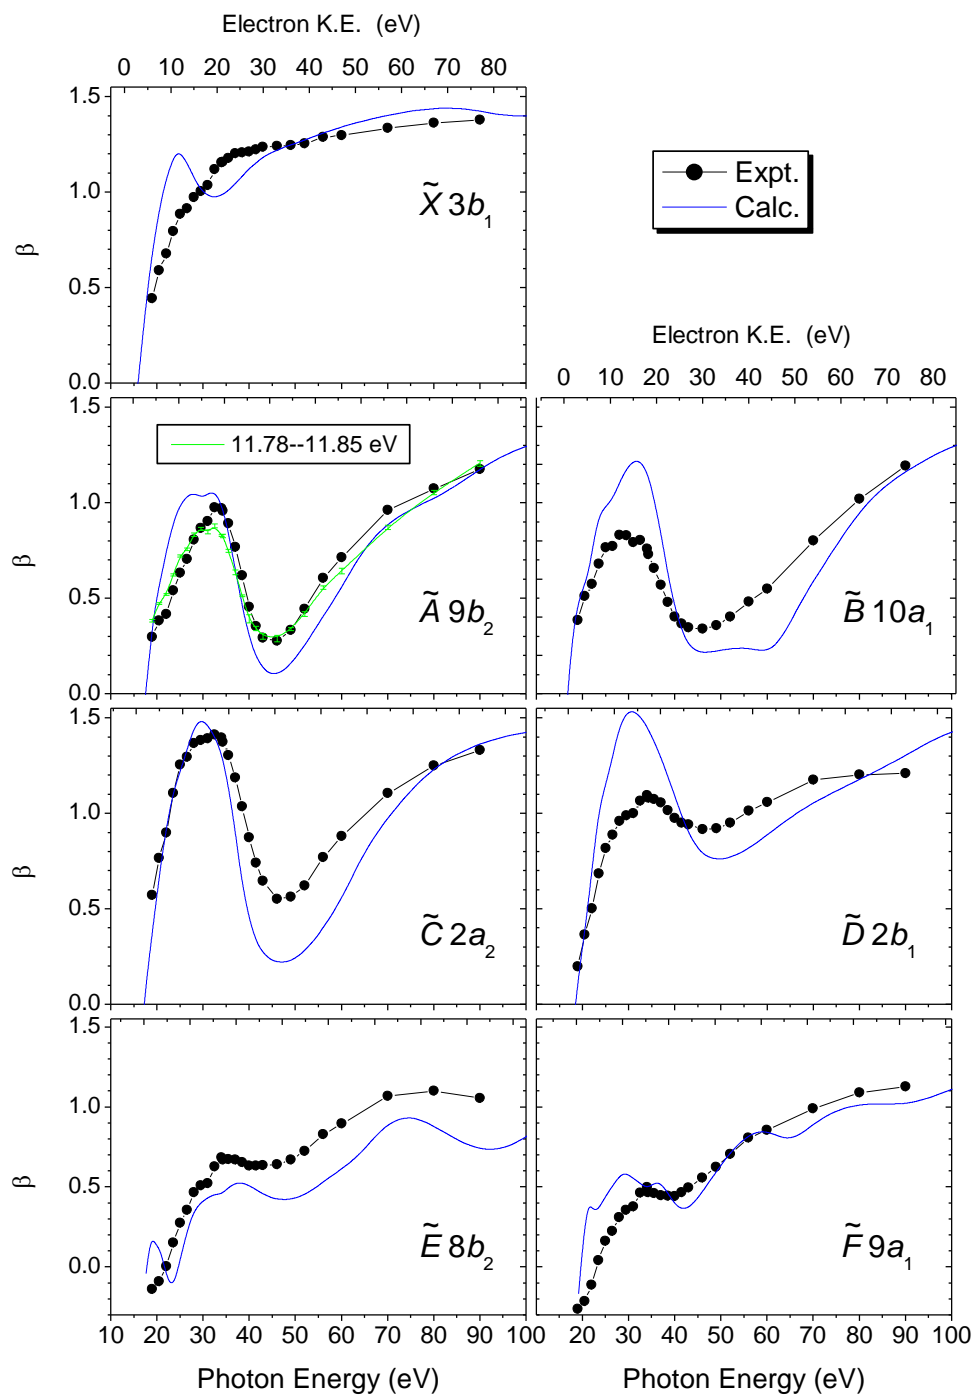 Electron K.E. (eV)
0 10 20 30 40 50 60 70 80
1.5
1.0
0.5
0.0
β
X̃ 3b₁
Expt.
Calc.
Electron K.E. (eV)
0 10 20 30 40 50 60 70 80
1.5
1.0
0.5
0.0
β
11.78--11.85 eV
Ã 9b₂
B̃ 10a₁
1.5
1.0
0.5
0.0
β
C̃ 2a₂
D̃ 2b₁
1.5
1.0
0.5
0.0
β
Ẽ 8b₂
F̃ 9a₁
10 20 30 40 50 60 70 80 90 100
10 20 30 40 50 60 70 80 90 100
Photon Energy (eV)
Photon Energy (eV)